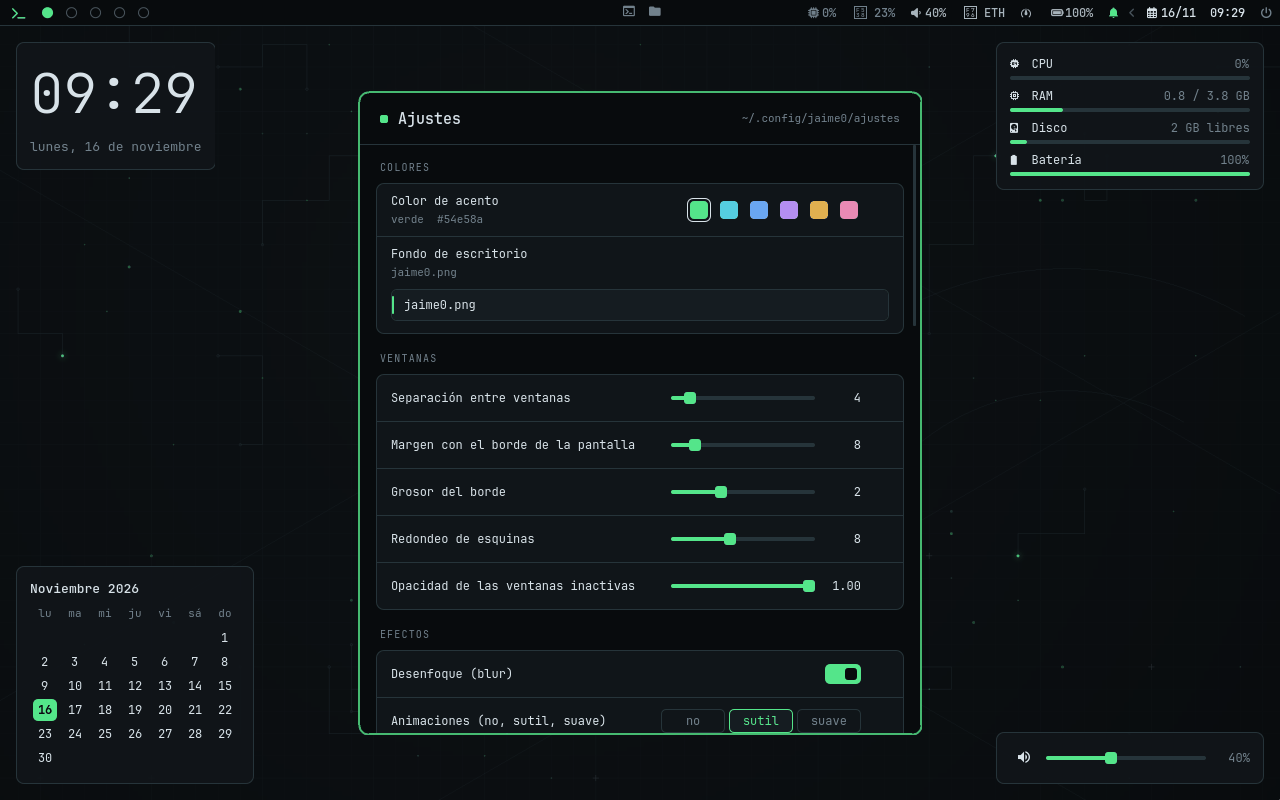 0% 23% 40% ETH 100% 16/11 09:29
09:29
lunes, 16 de noviembre
Ajustes ~/.config/jaime0/ajustes
COLORES
Color de acento
verde #54e58a
Fondo de escritorio
jaime0.png
jaime0.png
VENTANAS
Separación entre ventanas 4
Margen con el borde de la pantalla 8
Grosor del borde 2
Redondeo de esquinas 8
Opacidad de las ventanas inactivas 1.00
EFECTOS
Desenfoque (blur)
Animaciones (no, sutil, suave) no sutil suave
CPU 0%
RAM 0.8 / 3.8 GB
Disco 2 GB libres
Batería 100%
Noviembre 2026
lu ma mi ju vi sá do
1
2 3 4 5 6 7 8
9 10 11 12 13 14 15
16 17 18 19 20 21 22
23 24 25 26 27 28 29
30
40%